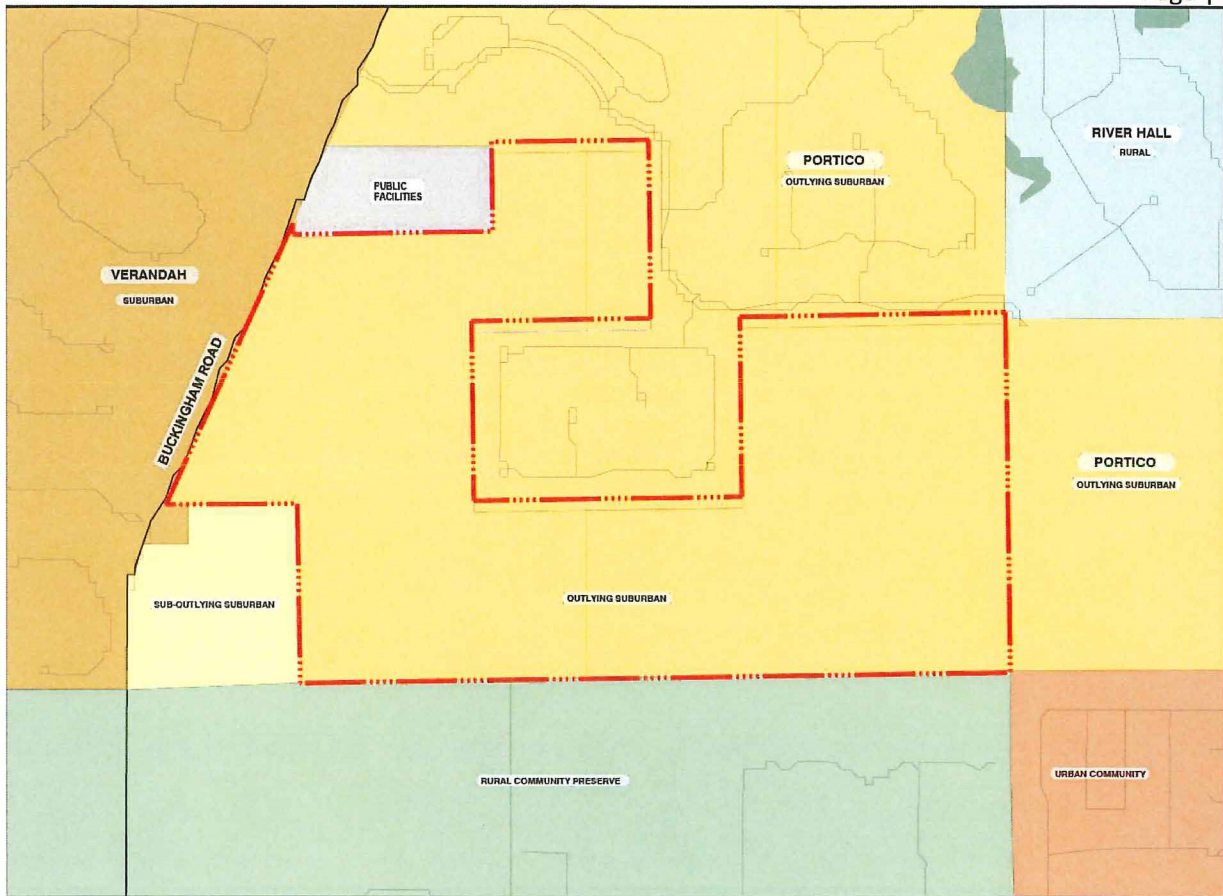 PUBLIC
FACILITIES
PORTICO
OUTLYING SUBURBAN
RIVER HALL
RURAL
VERANDAH
SUBURBAN
BUCKINGHAM ROAD
PORTICO
OUTLYING SUBURBAN
SUB-OUTLYING SUBURBAN
OUTLYING SUBURBAN
RURAL COMMUNITY PRESERVE
URBAN COMMUNITY